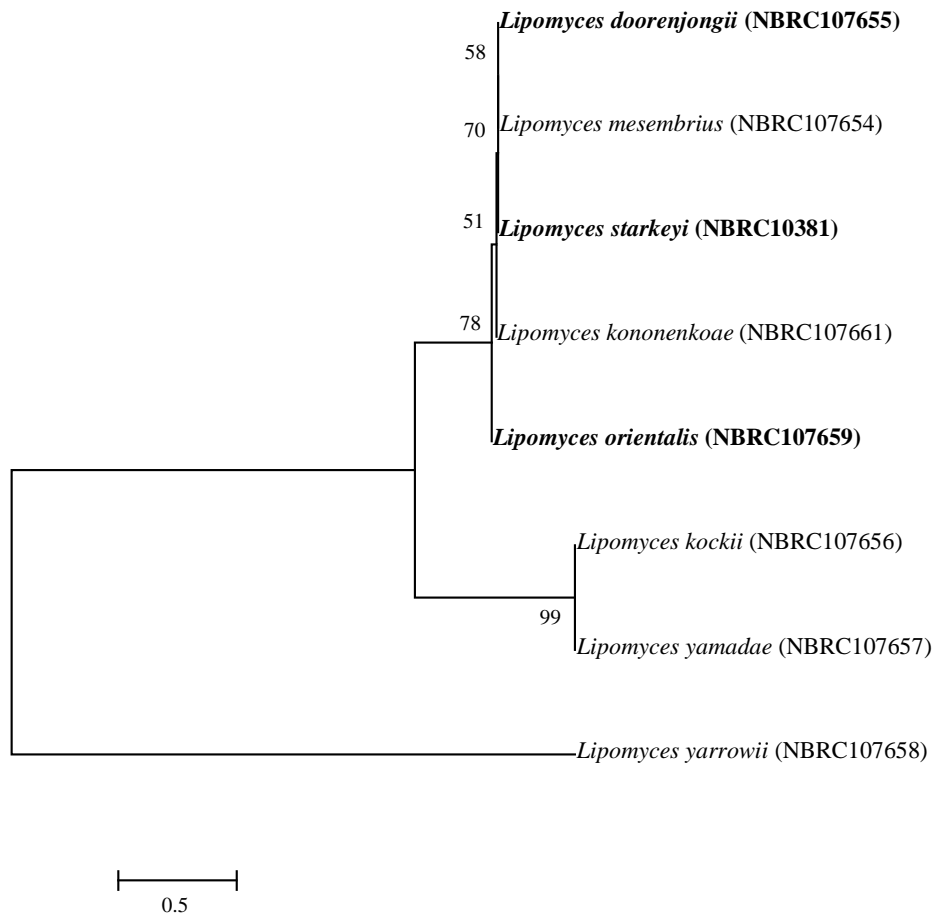 Lipomyces doorenjongii (NBRC107655)
58
Lipomyces mesembrius (NBRC107654)
70
51
Lipomyces starkeyi (NBRC10381)
78
Lipomyces kononenkoae (NBRC107661)
Lipomyces orientalis (NBRC107659)
Lipomyces kockii (NBRC107656)
99
Lipomyces yamadae (NBRC107657)
Lipomyces yarrowii (NBRC107658)
0.5